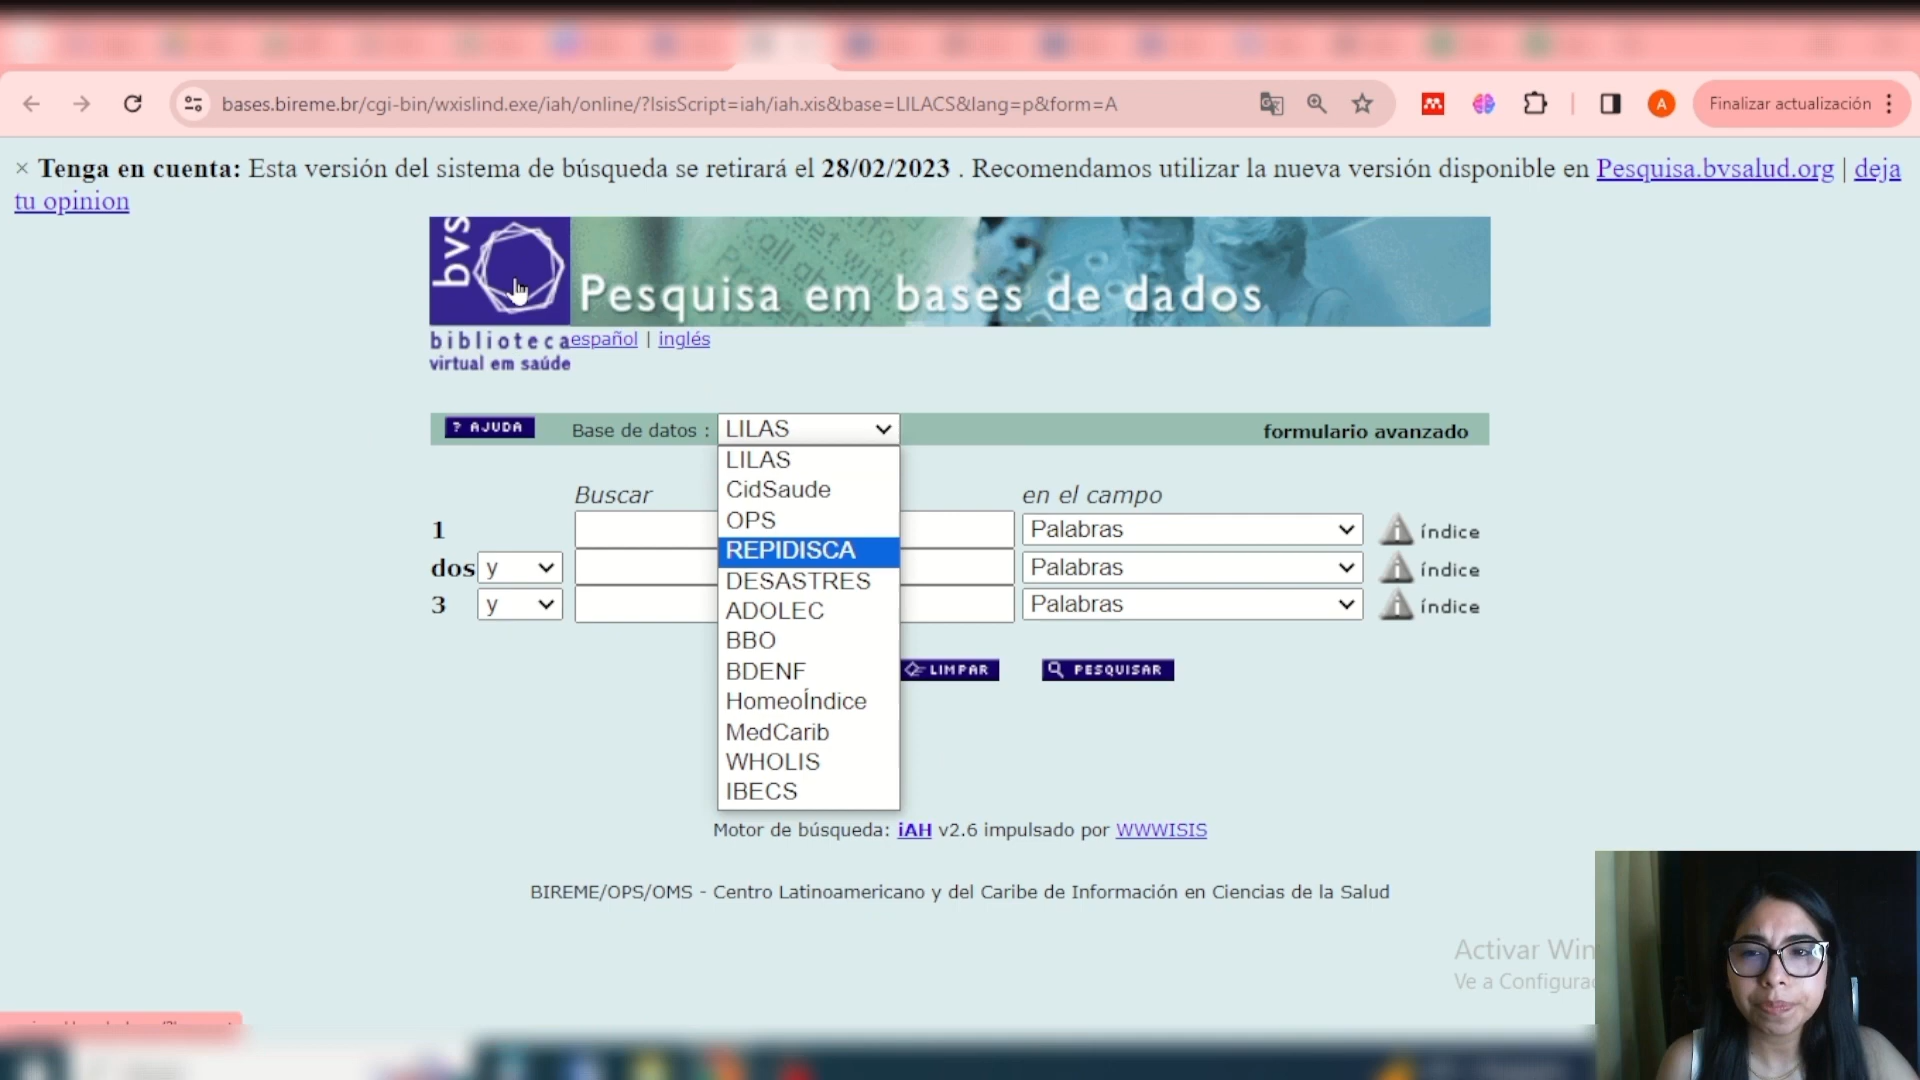 bases.bireme.br/cgi-bin/wxislind.exe/iah/online/?IsisScript=iah/iah.xis&base=LILACS&lang=p&form=A
A
Finalizar actualización
× Tenga en cuenta: Esta versión del sistema de búsqueda se retirará el 28/02/2023 . Recomendamos utilizar la nueva versión disponible en Pesquisa.bvsalud.org | deja
tu opinion
bvs
Pesquisa em bases de dados
biblioteca
virtual em saúde
español | inglés
? AJUDA Base de datos : LILAS formulario avanzado
LILAS
CidSaude
OPS
REPIDISCA
DESASTRES
ADOLEC
BBO
BDENF
HomeoÍndice
MedCarib
WHOLIS
IBECS
Buscar en el campo
1 Palabras índice
dos y Palabras índice
3 y Palabras índice
LIMPAR PESQUISAR
Motor de búsqueda: iAH v2.6 impulsado por WWWISIS
BIREME/OPS/OMS - Centro Latinoamericano y del Caribe de Información en Ciencias de la Salud
Activar Win
Ve a Configura